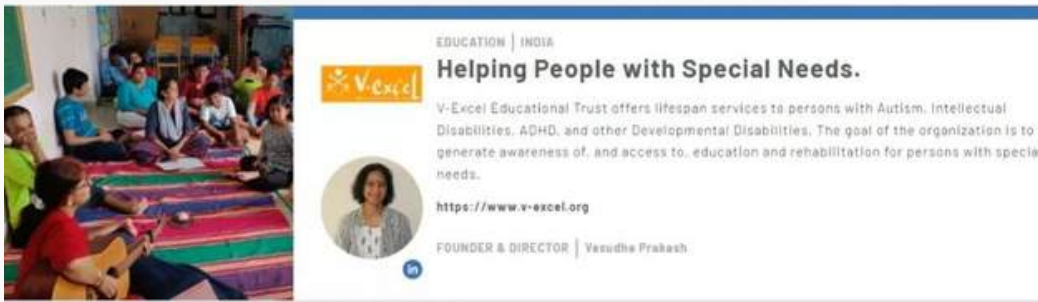 EDUCATION | INDIA
V-Excel
Helping People with Special Needs.
V-Excel Educational Trust offers lifespan services to persons with Autism, Intellectual
Disabilities, ADHD, and other Developmental Disabilities. The goal of the organization is to
generate awareness of, and access to, education and rehabilitation for persons with specia
needs.
https://www.v-excel.org
FOUNDER & DIRECTOR | Vasudha Prakash
in